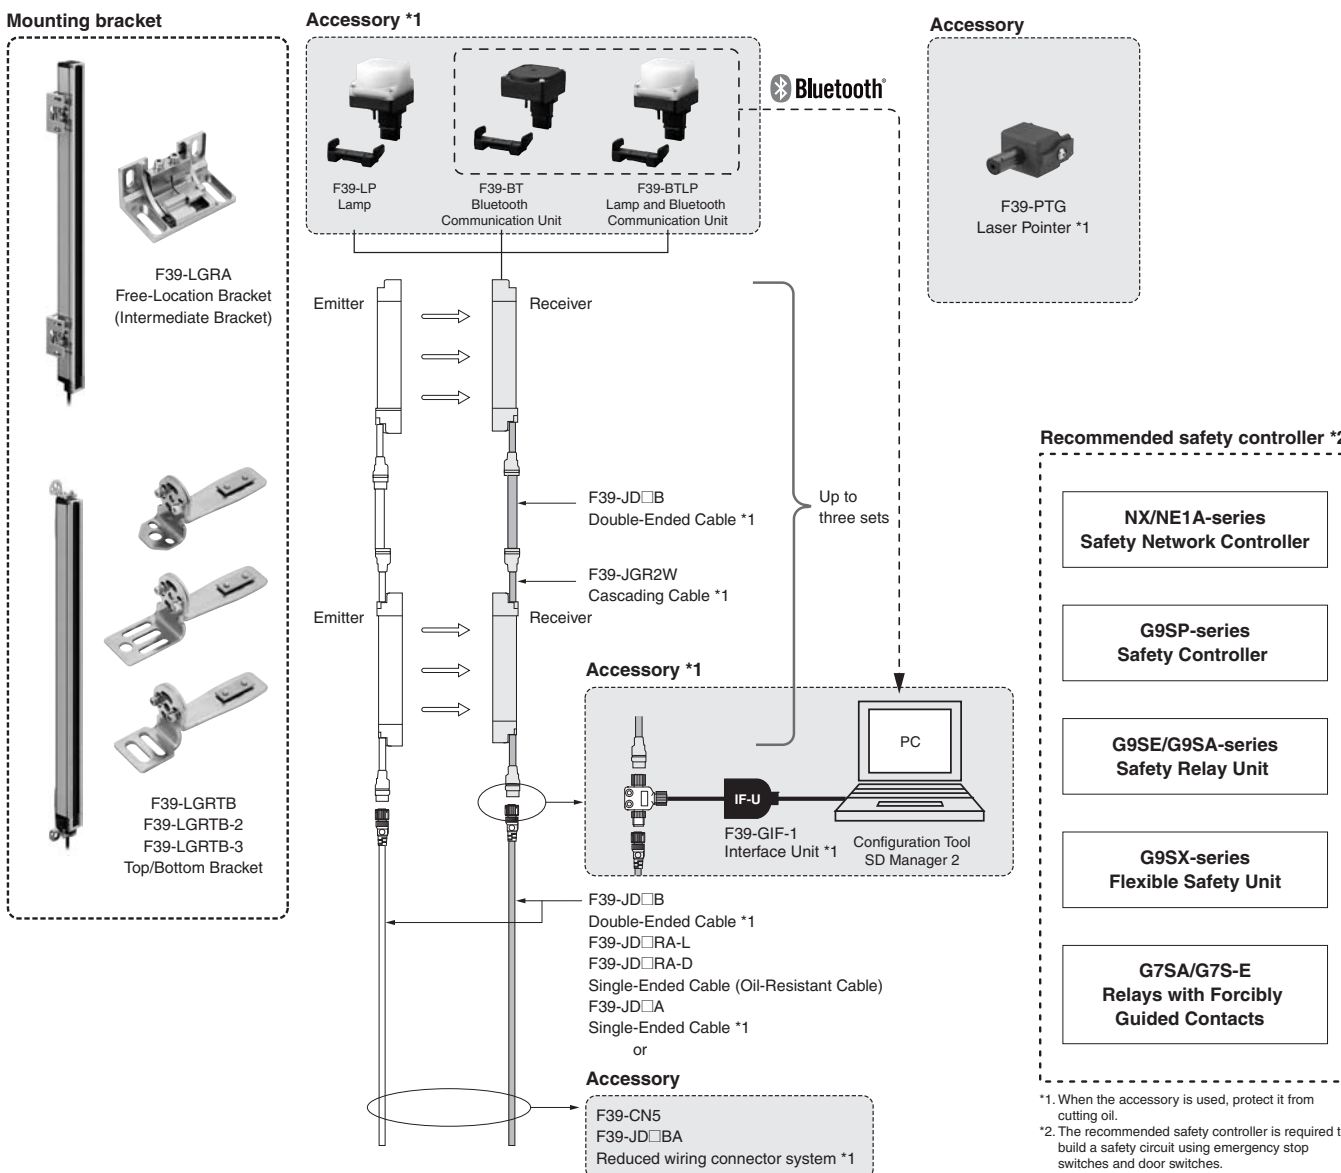 Mounting bracket
F39-LGRA
Free-Location Bracket
(Intermediate Bracket)
F39-LGRTB
F39-LGRTB-2
F39-LGRTB-3
Top/Bottom Bracket
Accessory *1
F39-LP
Lamp
F39-BT
Bluetooth
Communication Unit
F39-BTLP
Lamp and Bluetooth
Communication Unit
Bluetooth®
Accessory
F39-PTG
Laser Pointer *1
Emitter
Receiver
F39-JD□B
Double-Ended Cable *1
Up to
three sets
F39-JGR2W
Cascading Cable *1
Emitter
Receiver
Accessory *1
PC
IF-U
F39-GIF-1
Interface Unit *1
Configuration Tool
SD Manager 2
F39-JD□B
Double-Ended Cable *1
F39-JD□RA-L
F39-JD□RA-D
Single-Ended Cable (Oil-Resistant Cable)
F39-JD□A
Single-Ended Cable *1
or
Accessory
F39-CN5
F39-JD□BA
Reduced wiring connector system *1
Recommended safety controller *2
NX/NE1A-series
Safety Network Controller
G9SP-series
Safety Controller
G9SE/G9SA-series
Safety Relay Unit
G9SX-series
Flexible Safety Unit
G7SA/G7S-E
Relays with Forcibly
Guided Contacts
*1. When the accessory is used, protect it from
cutting oil.
*2. The recommended safety controller is required t
build a safety circuit using emergency stop
switches and door switches.